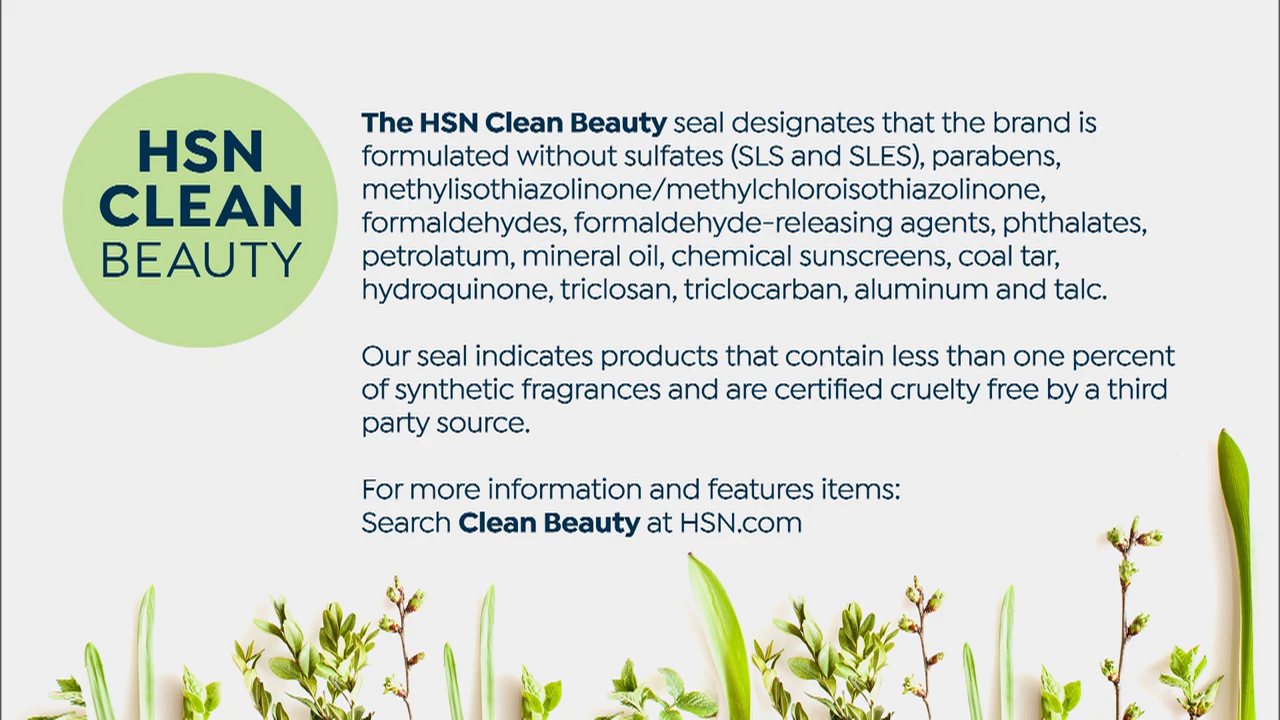 HSN
CLEAN
BEAUTY
The HSN Clean Beauty seal designates that the brand is
formulated without sulfates (SLS and SLES), parabens,
methylisothiazolinone/methylchloroisothiazolinone,
formaldehydes, formaldehyde-releasing agents, phthalates,
petrolatum, mineral oil, chemical sunscreens, coal tar,
hydroquinone, triclosan, triclocarban, aluminum and talc.
Our seal indicates products that contain less than one percent
of synthetic fragrances and are certified cruelty free by a third
party source.
For more information and features items:
Search Clean Beauty at HSN.com